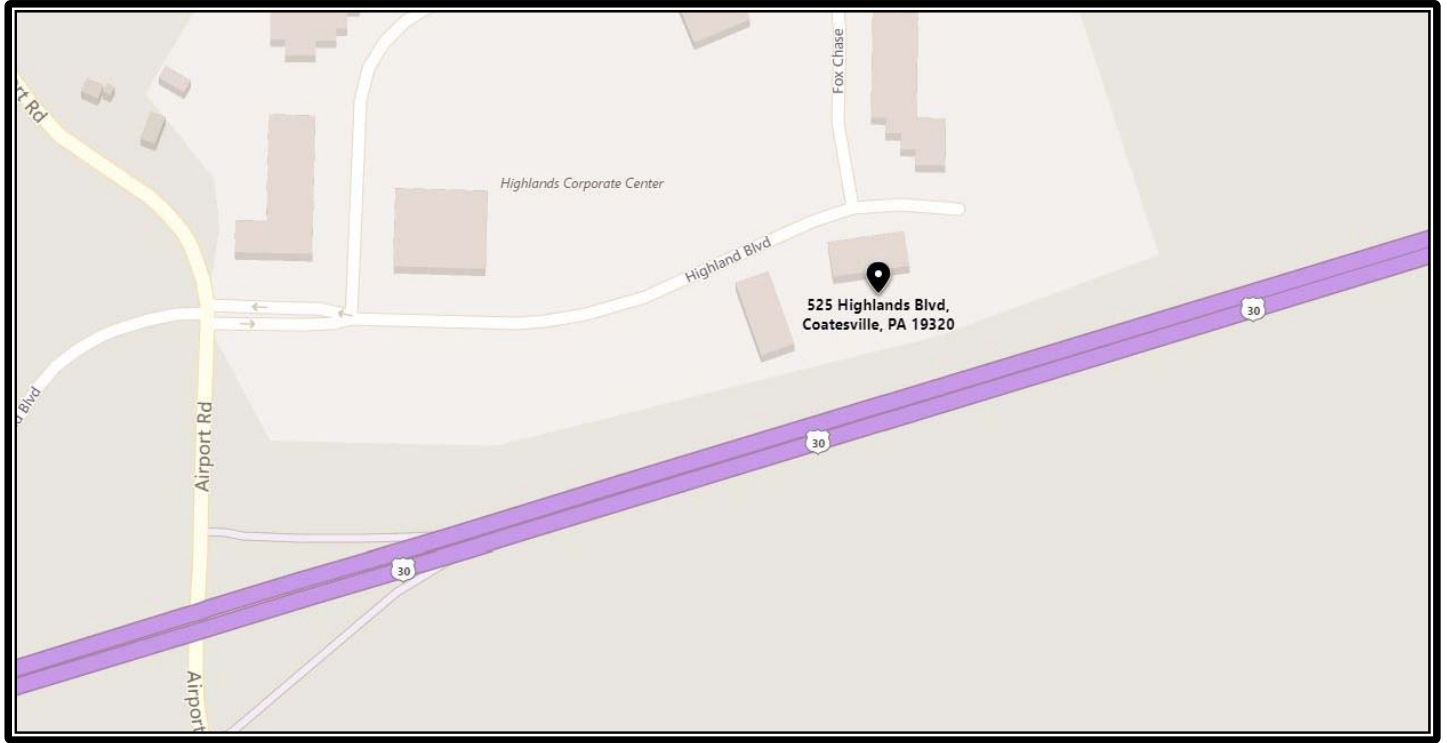 Fox Chase
rt Rd
Highlands Corporate Center
Highland Blvd
525 Highlands Blvd,
Coatesville, PA 19320
30
d Blvd
Airport Rd
30
30
Airport